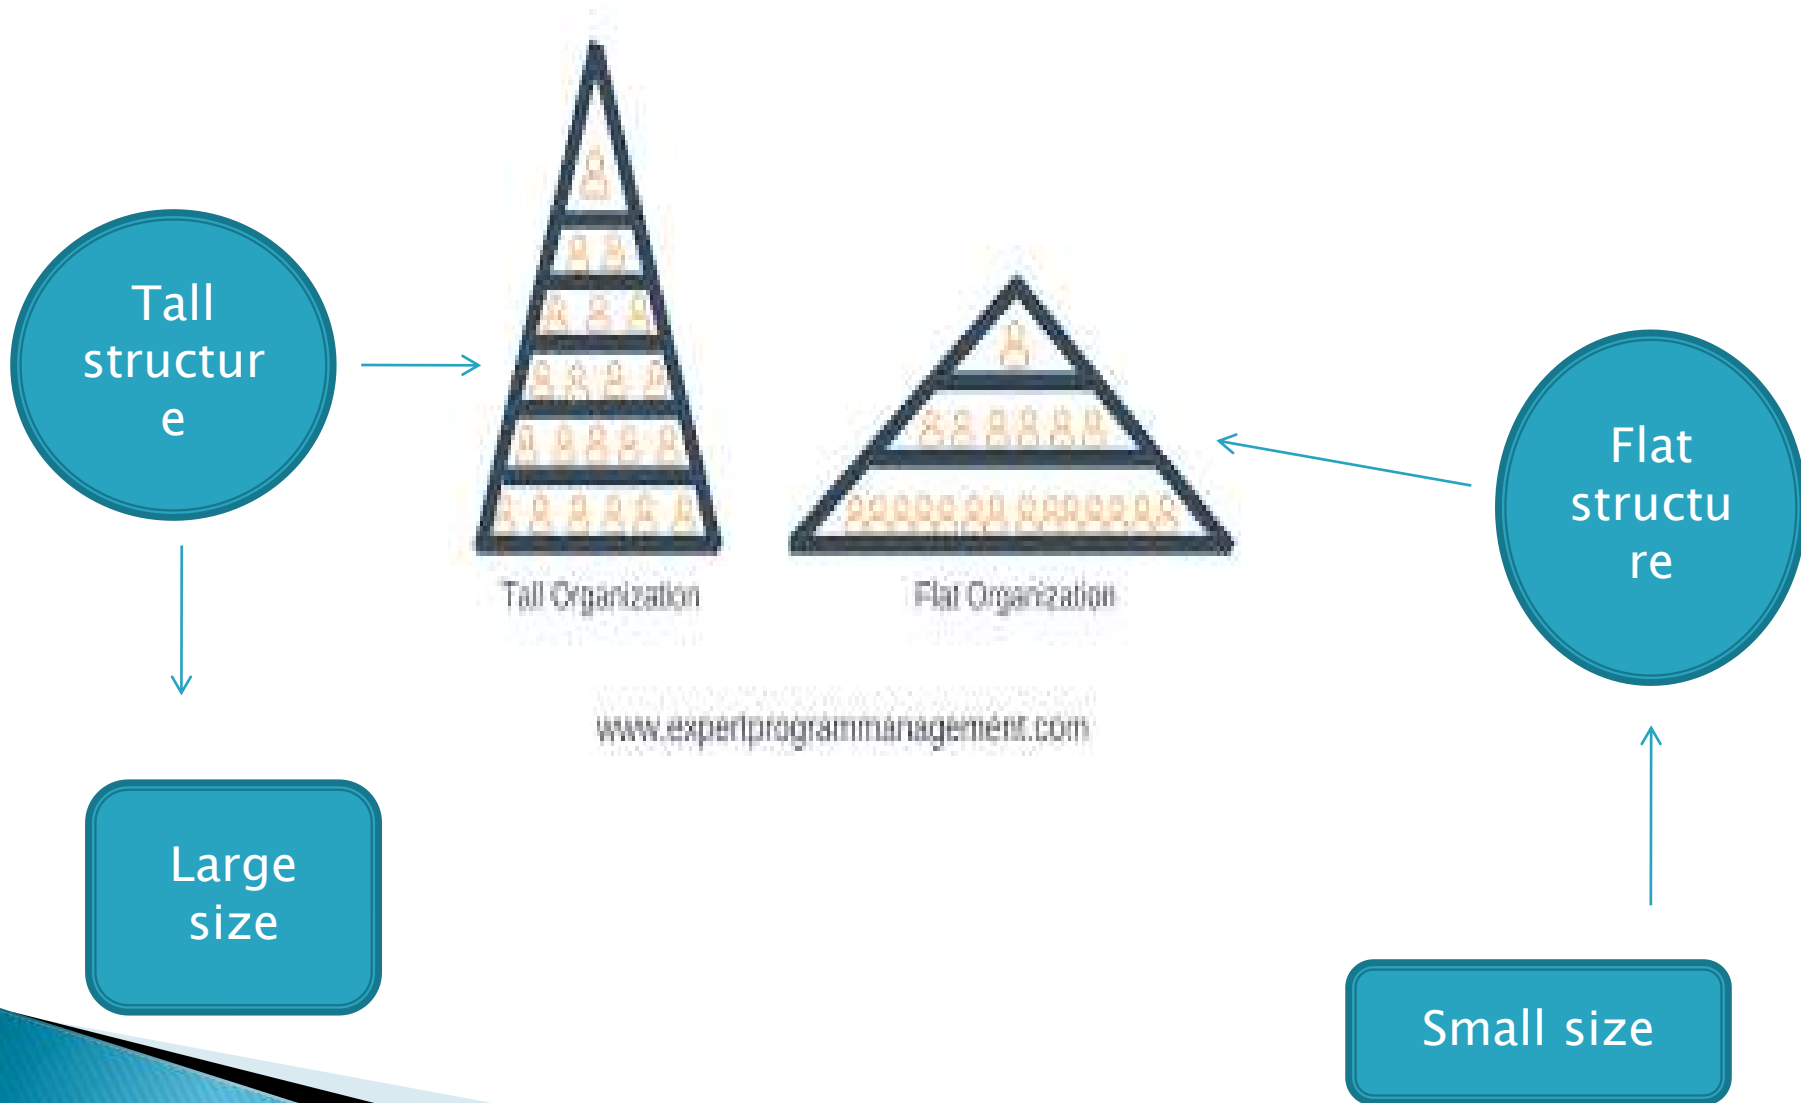 Tall
structur
e
Flat
structu
re
Tall Organization
Flat Organization
www.expertprogrammanagement.com
Large
size
Small size